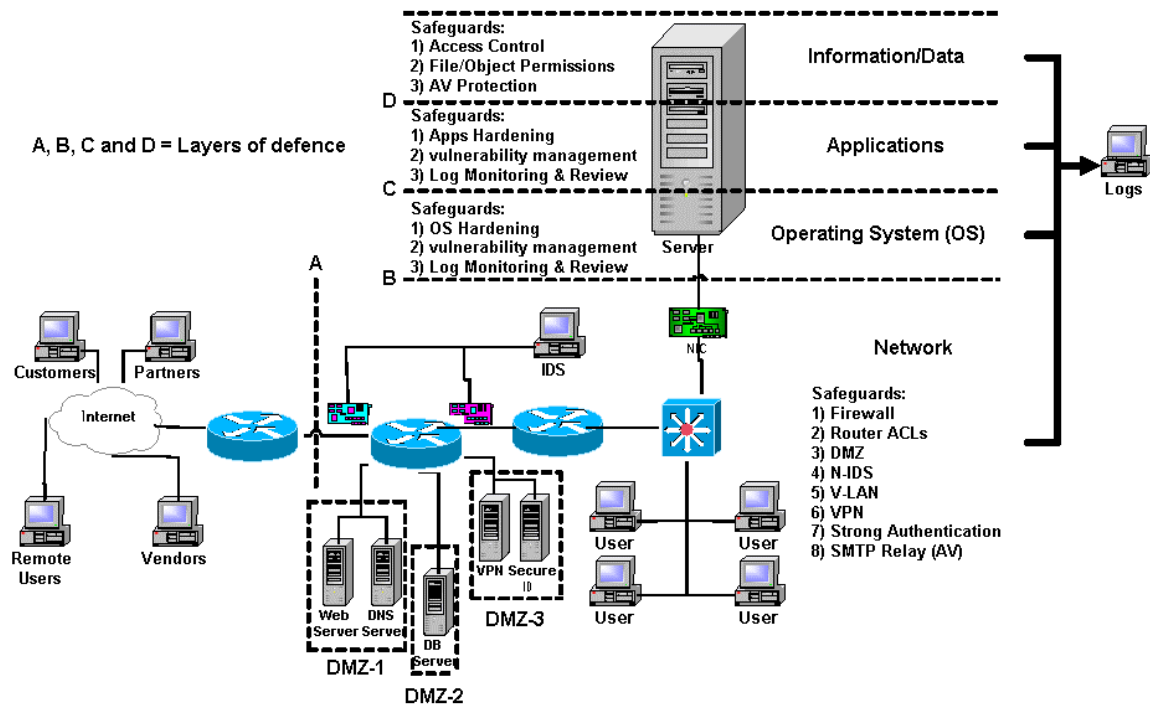 Safeguards:
1) Access Control
2) File/Object Permissions
3) AV Protection
Information/Data
D
Safeguards:
1) Apps Hardening
2) vulnerability management
3) Log Monitoring & Review
Applications
Logs
A, B, C and D = Layers of defence
C
Safeguards:
1) OS Hardening
2) vulnerability management
3) Log Monitoring & Review
Server
Operating System (OS)
B
A
NIC
Network
Customers
Partners
IDS
Internet
Safeguards:
1) Firewall
2) Router ACLs
3) DMZ
4) N-IDS
5) V-LAN
6) VPN
7) Strong Authentication
8) SMTP Relay (AV)
Remote
Users
Vendors
Web
Server
DNS
Server
DMZ-1
DB
Server
DMZ-2
VPN
Secure
ID
DMZ-3
User
User
User
User